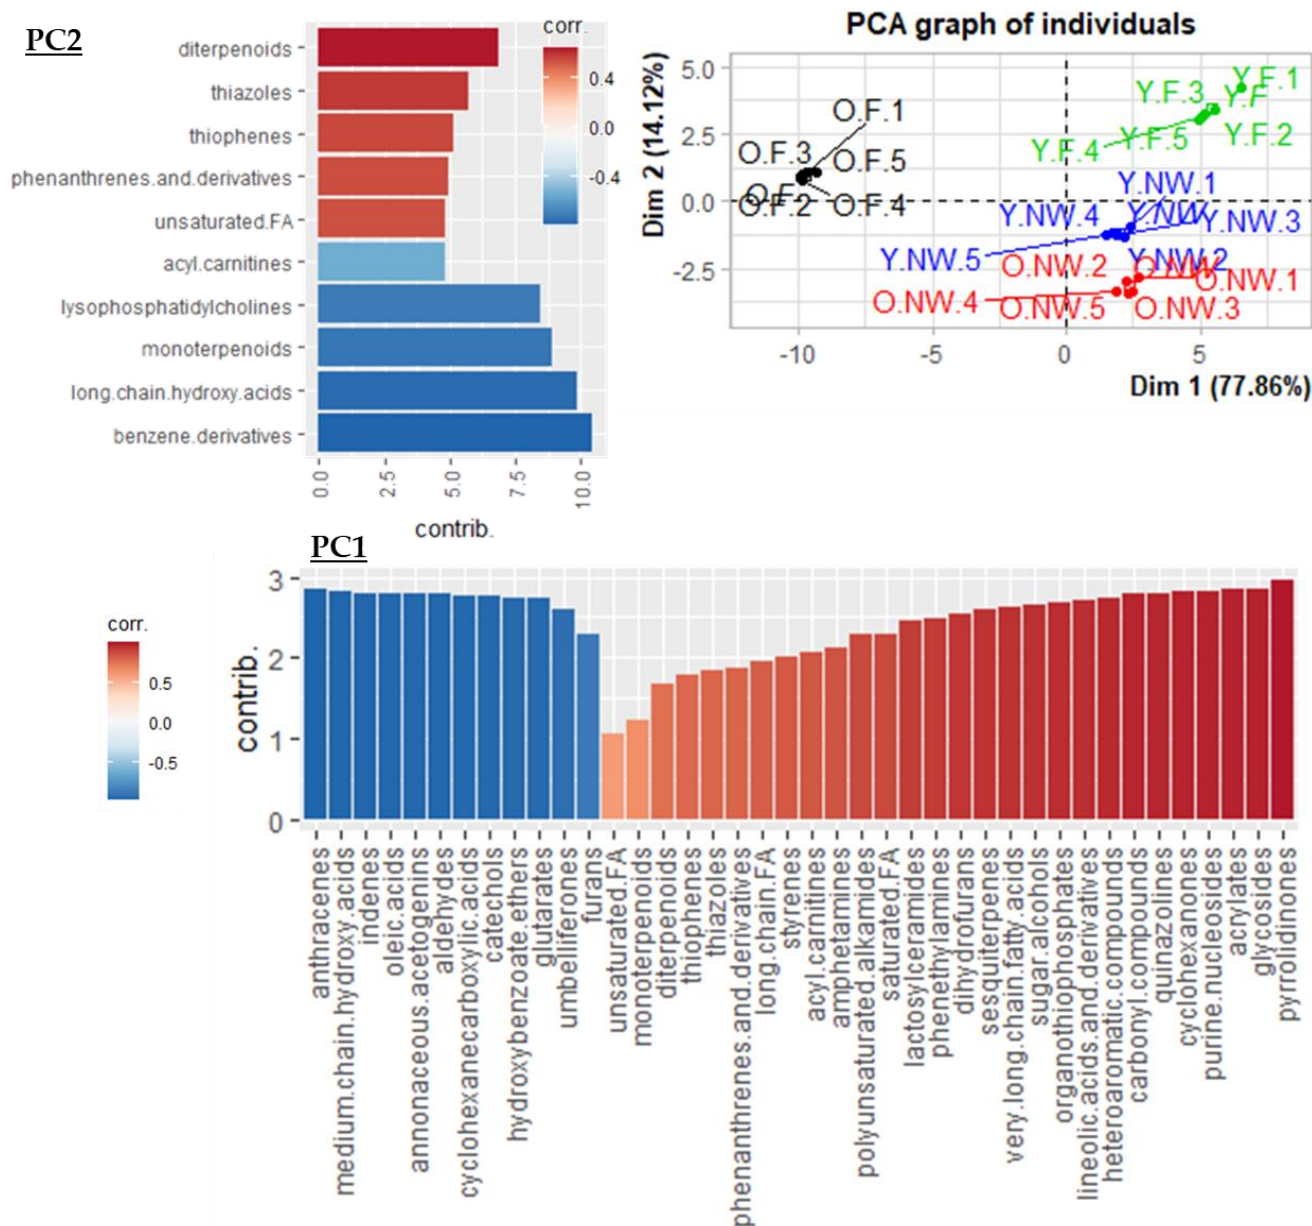 PC2
diterpenoids
thiazoles
thiophenes
phenanthrenes.and.derivatives
unsaturated.FA
acyl.carnitines
lysophosphatidylcholines
monoterpenoids
long.chain.hydroxy.acids
benzene.derivatives
0.0 2.5 5.0 7.5 10.0
contrib.
corr.
0.4
0.0
-0.4
PCA graph of individuals
Dim 2 (14.12%)
5.0
2.5
0.0
-2.5
-10 -5 0 5
Dim 1 (77.86%)
O.F.1
O.F.3
O.F.5
O.F
O.F.2
O.F.4
Y.F.1
Y.F.3
Y.F
Y.F.2
Y.F.5
Y.F.4
Y.NW.1
Y.NW.4
Y.NW
Y.NW.3
Y.NW.5
Y.NW.2
O.NW.2
O.NW
O.NW.1
O.NW.4
O.NW.5
O.NW.3
PC1
corr.
0.5
0.0
-0.5
contrib.
3
2
1
0
anthracenes
medium.chain.hydroxy.acids
indenes
oleic.acids
annonaceous.acetogenins
aldehydes
cyclohexanecarboxylic.acids
catechols
hydroxybenzoate.ethers
glutarates
umbelliferones
furans
unsaturated.FA
monoterpenoids
diterpenoids
thiophenes
thiazoles
phenanthrenes.and.derivatives
long.chain.FA
styrenes
acyl.carnitines
amphetamines
polyunsaturated.alkamides
saturated.FA
lactosylceramides
phenethylamines
dihydrofurans
sesquiterpenes
very.long.chain.fatty.acids
sugar.alcohols
organothiophosphates
lineolic.acids.and.derivatives
heteroaromatic.compounds
carbonyl.compounds
quinazolines
cyclohexanones
purine.nucleosides
acrylates
glycosides
pyrrolidinones